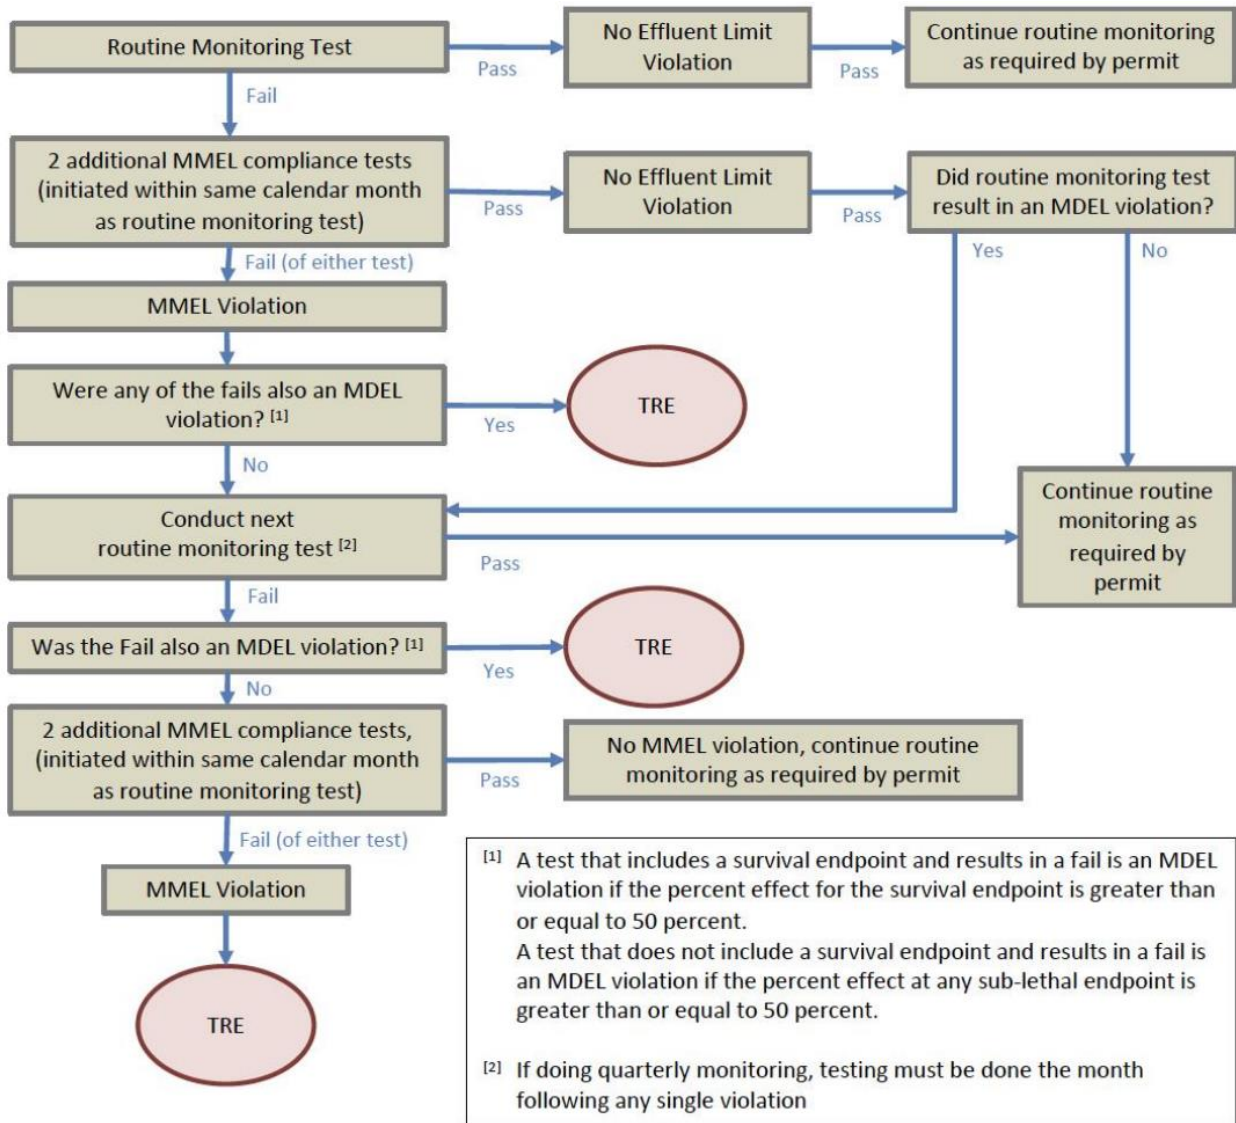 Routine Monitoring Test
Pass
No Effluent Limit
Violation
Pass
Continue routine monitoring
as required by permit
Fail
2 additional MMEL compliance tests
(initiated within same calendar month
as routine monitoring test)
Pass
No Effluent Limit
Violation
Pass
Did routine monitoring test
result in an MDEL violation?
Yes
No
Fail (of either test)
MMEL Violation
Were any of the fails also an MDEL
violation? [1]
Yes
TRE
No
Conduct next
routine monitoring test [2]
Pass
Continue routine
monitoring as
required by
permit
Fail
Was the Fail also an MDEL violation? [1]
Yes
TRE
No
2 additional MMEL compliance tests,
(initiated within same calendar month
as routine monitoring test)
Pass
No MMEL violation, continue routine
monitoring as required by permit
Fail (of either test)
MMEL Violation
TRE
[1] A test that includes a survival endpoint and results in a fail is an MDEL
violation if the percent effect for the survival endpoint is greater than
or equal to 50 percent.
A test that does not include a survival endpoint and results in a fail is
an MDEL violation if the percent effect at any sub-lethal endpoint is
greater than or equal to 50 percent.
[2] If doing quarterly monitoring, testing must be done the month
following any single violation